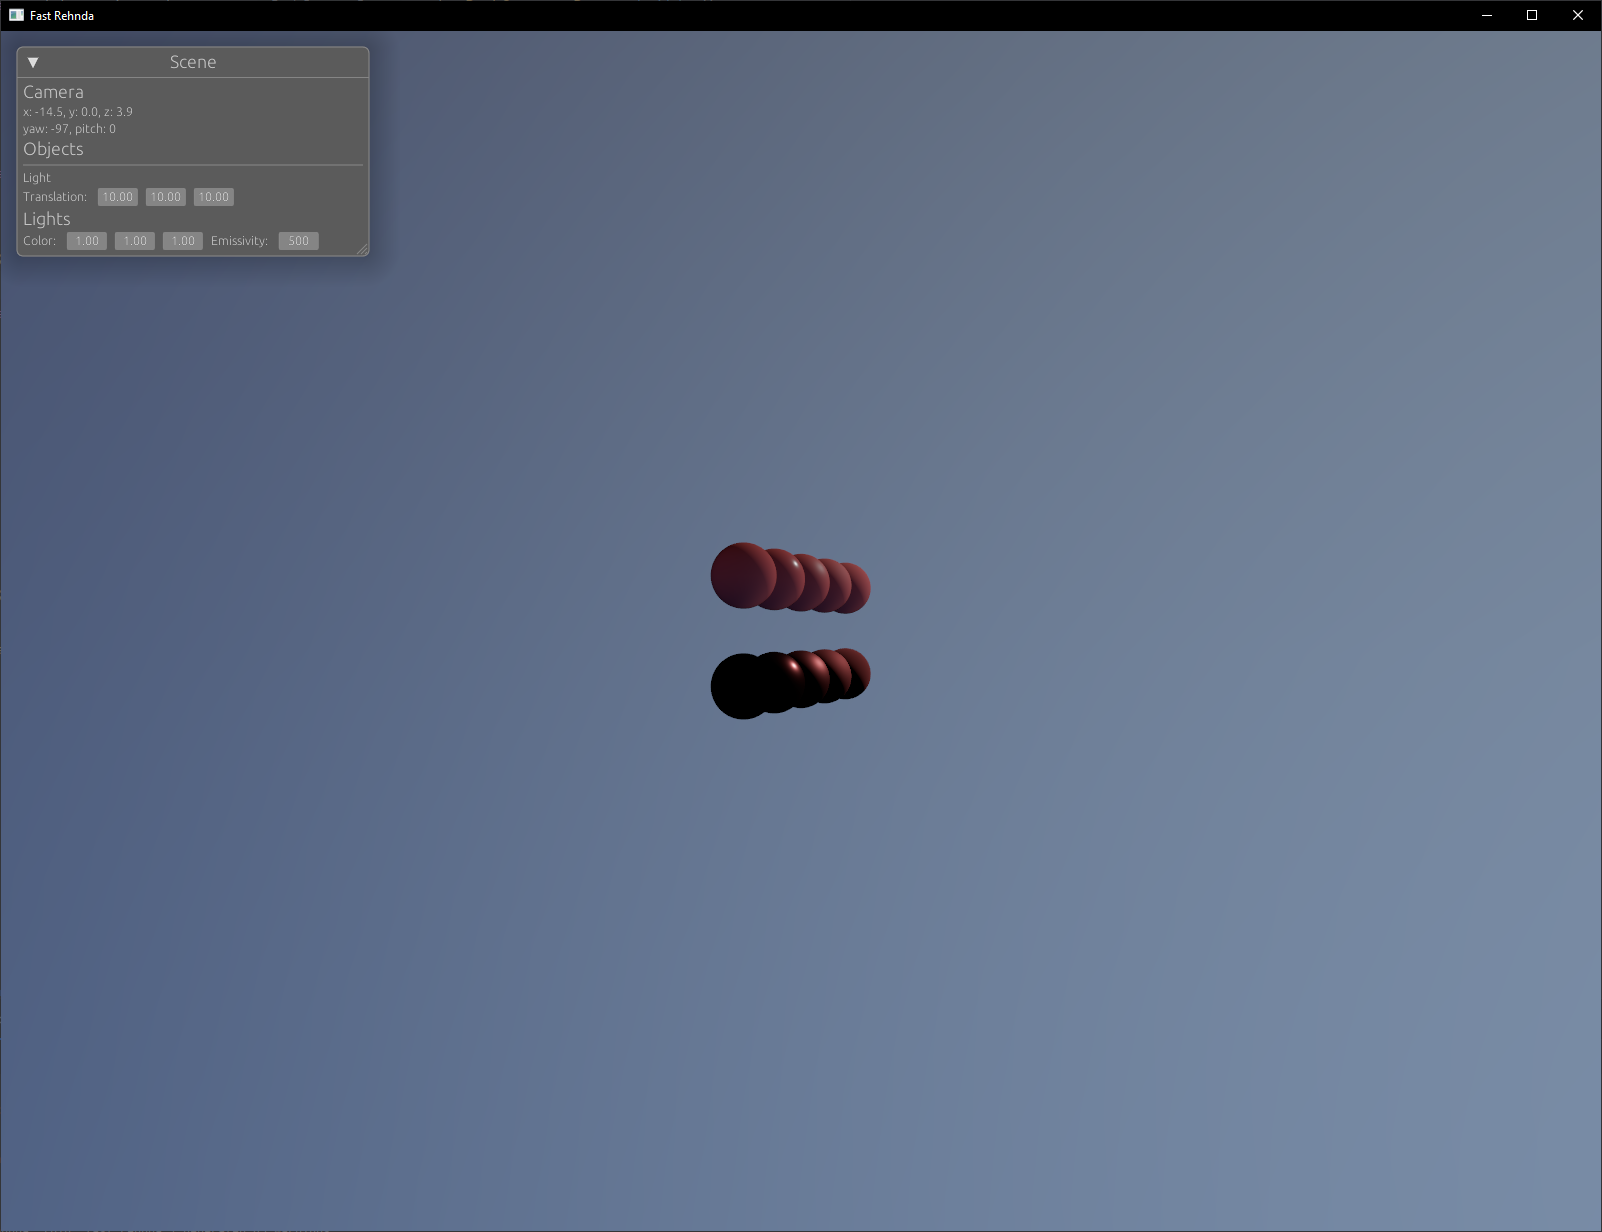 Fast Rehnda
Scene
Camera
x: -14.5, y: 0.0, z: 3.9
yaw: -97, pitch: 0
Objects
Light
Translation: 10.00 10.00 10.00
Lights
Color: 1.00 1.00 1.00 Emissivity: 500